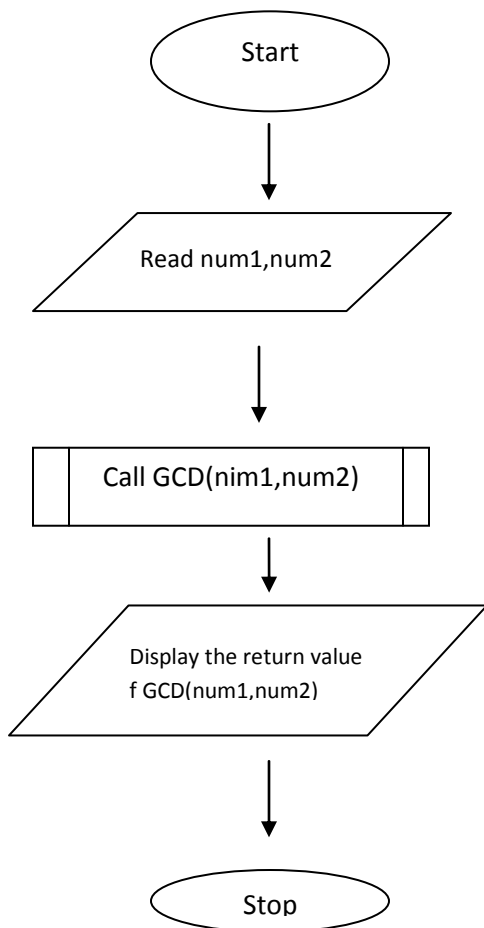 Start
Read num1,num2
Call GCD(nim1,num2)
Display the return value
f GCD(num1,num2)
Stop